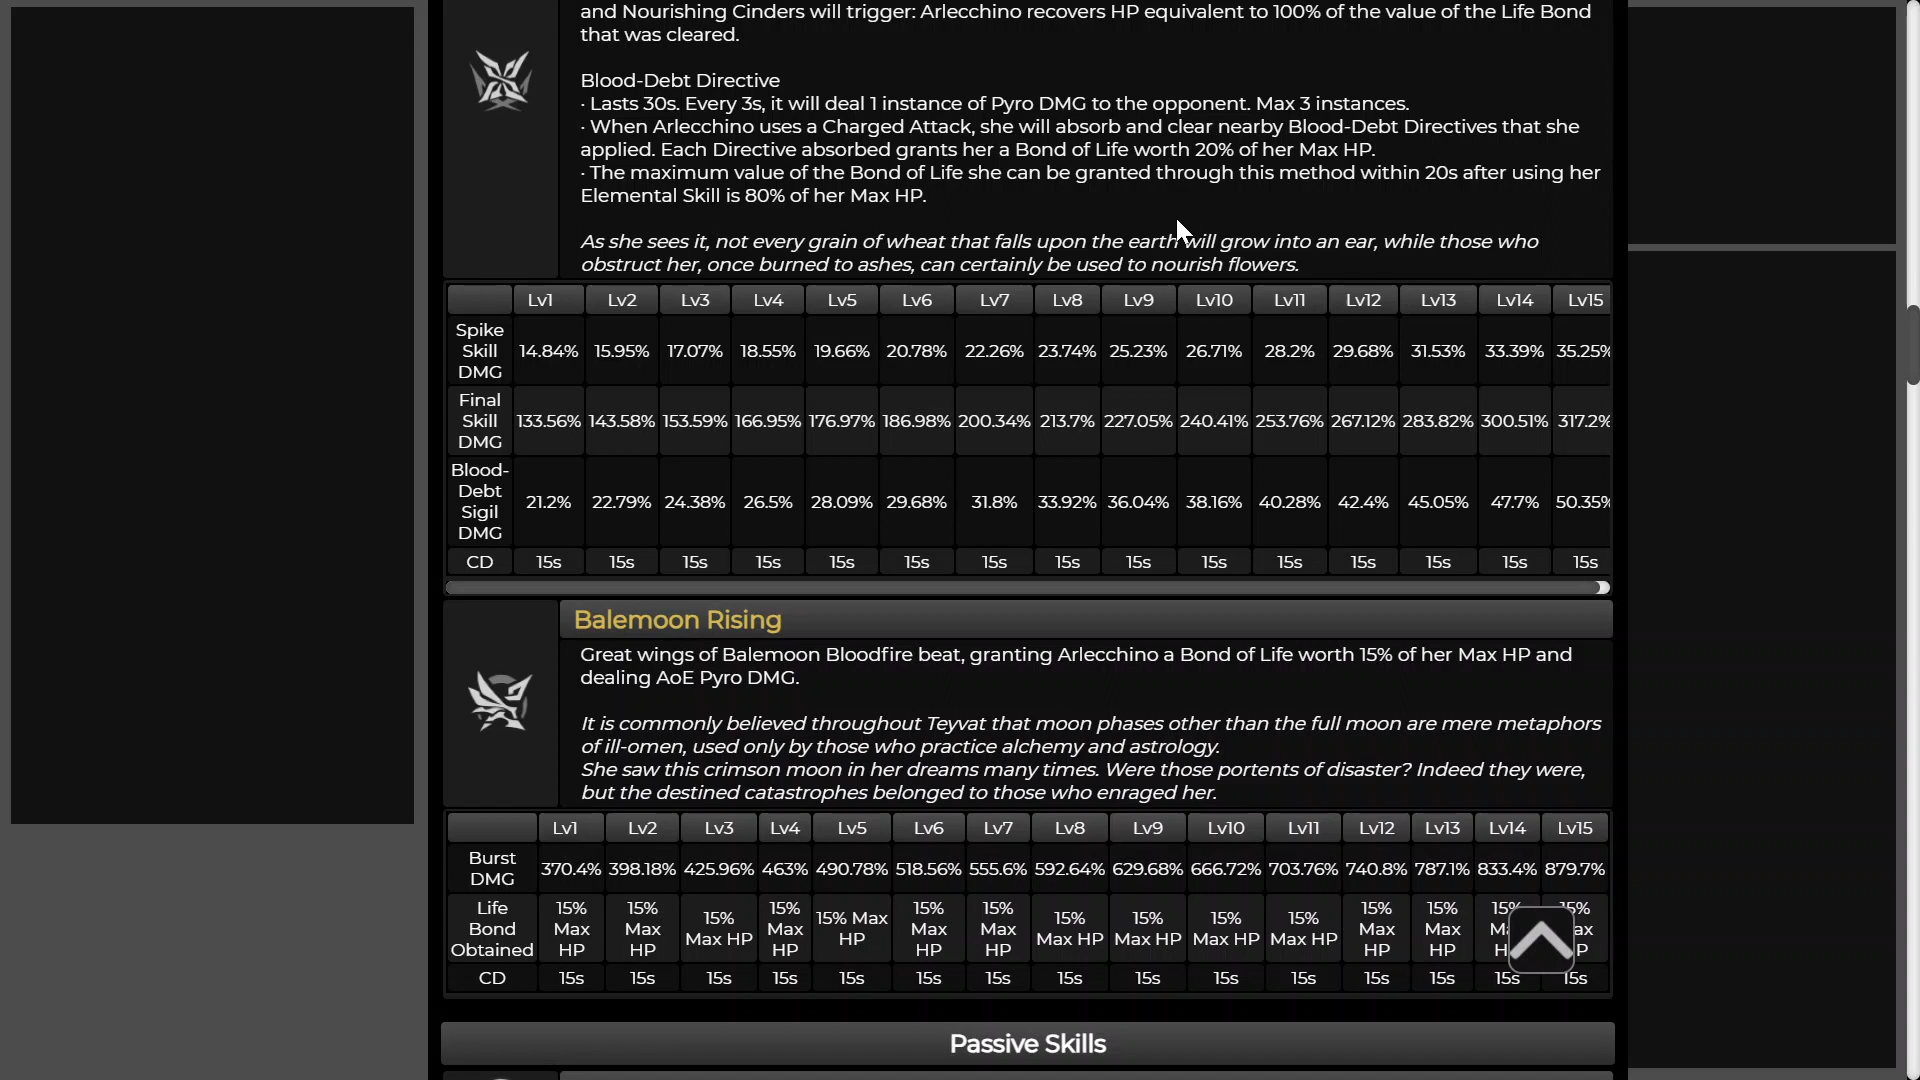 and Nourishing Cinders will trigger: Arlecchino recovers HP equivalent to 100% of the value of the Life Bond
that was cleared.
Blood-Debt Directive
· Lasts 30s. Every 3s, it will deal 1 instance of Pyro DMG to the opponent. Max 3 instances.
· When Arlecchino uses a Charged Attack, she will absorb and clear nearby Blood-Debt Directives that she
applied. Each Directive absorbed grants her a Bond of Life worth 20% of her Max HP.
· The maximum value of the Bond of Life she can be granted through this method within 20s after using her
Elemental Skill is 80% of her Max HP.
As she sees it, not every grain of wheat that falls upon the earth will grow into an ear, while those who
obstruct her, once burned to ashes, can certainly be used to nourish flowers.
Lv1 Lv2 Lv3 Lv4 Lv5 Lv6 Lv7 Lv8 Lv9 Lv10 Lv11 Lv12 Lv13 Lv14 Lv15
Spike
Skill
DMG
14.84% 15.95% 17.07% 18.55% 19.66% 20.78% 22.26% 23.74% 25.23% 26.71% 28.2% 29.68% 31.53% 33.39% 35.25%
Final
Skill
DMG
133.56% 143.58% 153.59% 166.95% 176.97% 186.98% 200.34% 213.7% 227.05% 240.41% 253.76% 267.12% 283.82% 300.51% 317.2%
Blood-
Debt
Sigil
DMG
21.2% 22.79% 24.38% 26.5% 28.09% 29.68% 31.8% 33.92% 36.04% 38.16% 40.28% 42.4% 45.05% 47.7% 50.35%
CD 15s 15s 15s 15s 15s 15s 15s 15s 15s 15s 15s 15s 15s 15s 15s
Balemoon Rising
Great wings of Balemoon Bloodfire beat, granting Arlecchino a Bond of Life worth 15% of her Max HP and
dealing AoE Pyro DMG.
It is commonly believed throughout Teyvat that moon phases other than the full moon are mere metaphors
of ill-omen, used only by those who practice alchemy and astrology.
She saw this crimson moon in her dreams many times. Were those portents of disaster? Indeed they were,
but the destined catastrophes belonged to those who enraged her.
Lv1 Lv2 Lv3 Lv4 Lv5 Lv6 Lv7 Lv8 Lv9 Lv10 Lv11 Lv12 Lv13 Lv14 Lv15
Burst
DMG
370.4% 398.18% 425.96% 463% 490.78% 518.56% 555.6% 592.64% 629.68% 666.72% 703.76% 740.8% 787.1% 833.4% 879.7%
Life
Bond
Obtained
15% Max HP 15% Max HP 15% Max HP 15% Max HP 15% Max HP 15% Max HP 15% Max HP 15% Max HP 15% Max HP 15% Max HP 15% Max HP 15% Max HP 15% Max HP
CD 15s 15s 15s 15s 15s 15s 15s 15s 15s 15s 15s 15s 15s 15s 15s
Passive Skills